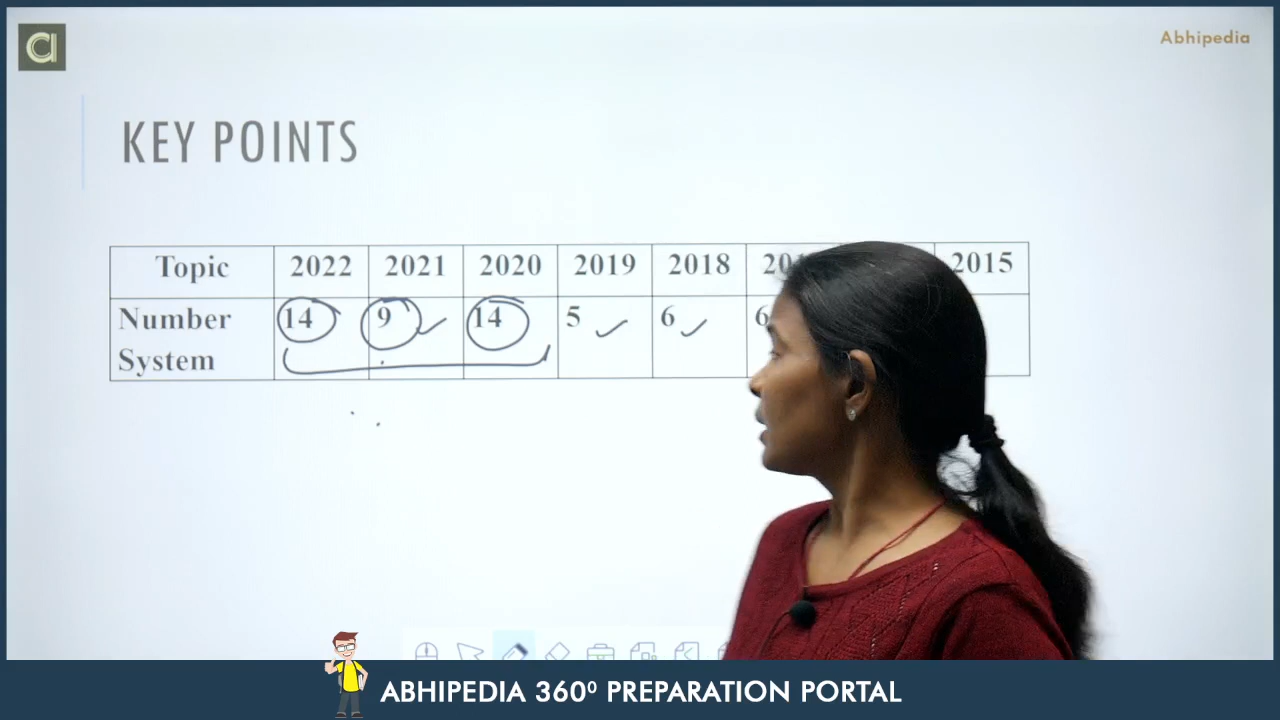 Abhipedia
KEY POINTS
Topic 2022 2021 2020 2019 2018 2015
Number 14 9 14 5 6 6
System
ABHIPEDIA 360⁰ PREPARATION PORTAL